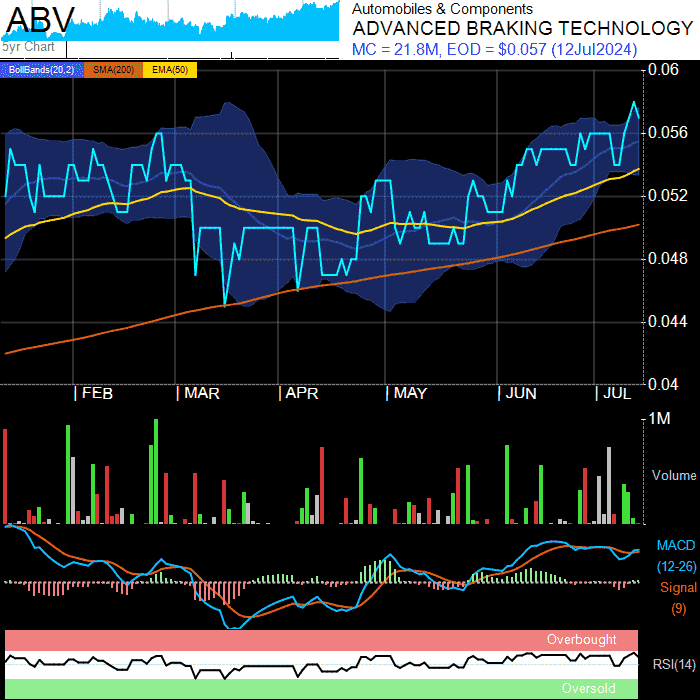 ABV
5yr Chart
Automobiles & Components
ADVANCED BRAKING TECHNOLOGY
MC = 21.8M, EOD = $0.057 (12Jul2024)
BollBands(20,2) SMA(200) EMA(50)
0.06
0.056
0.052
0.048
0.044
0.04
| FEB | MAR | APR | MAY | JUN | JUL
1M
Volume
MACD
(12-26)
Signal
(9)
Overbought
RSI(14)
Oversold